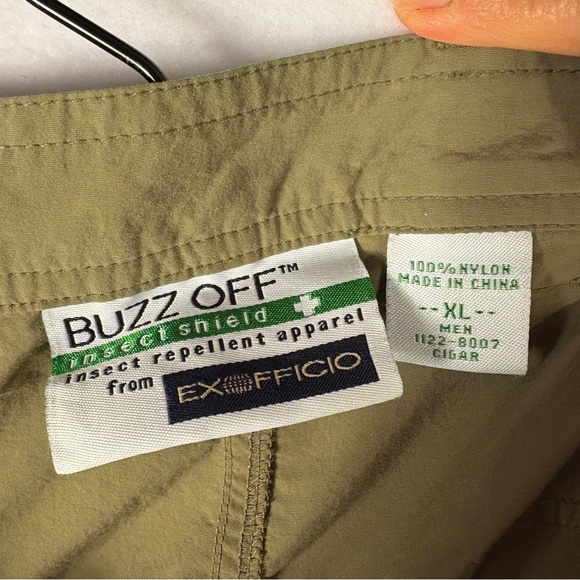 BUZZ OFF™
insect shield
insect repellent apparel
from EXOFFICIO
100% NYLON
MADE IN CHINA
--XL--
MEN
1122-8007
CIGAR